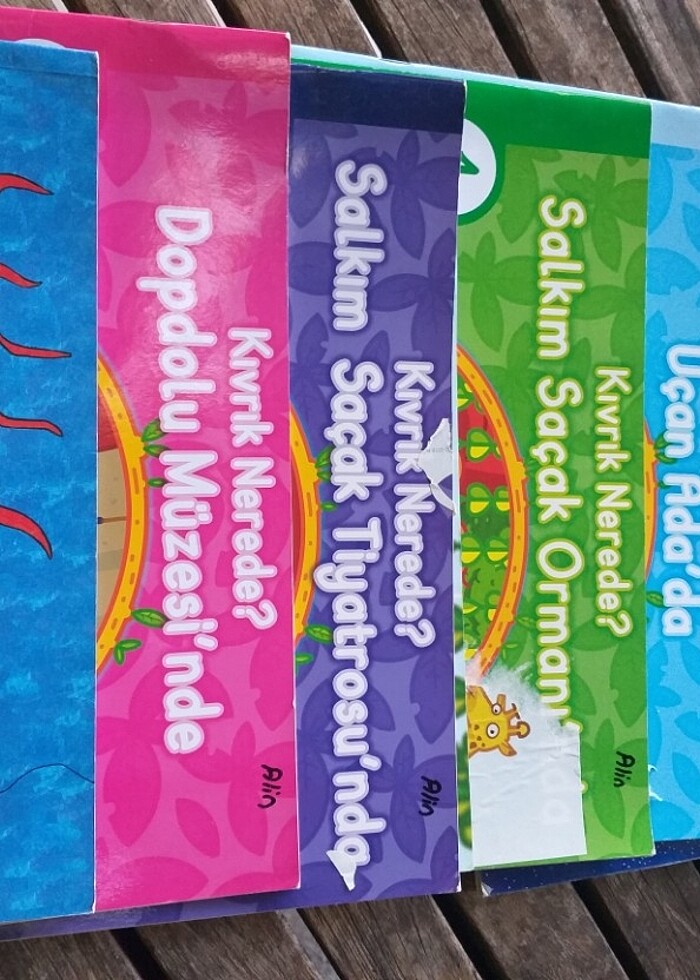 Uçan Ada'da
Kıvrık Nerede?
Salkım Saçak Ormanı'nda
Alin
Kıvrık Nerede?
Salkım Saçak Tiyatrosu'nda
Alin
Kıvrık Nerede?
Dopdolu Müzesi'nde
Alin